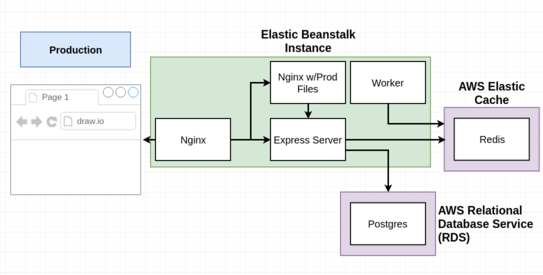 Production
Elastic Beanstalk
Instance
Page 1
draw.io
Nginx
Nginx w/Prod
Files
Worker
Express Server
AWS Elastic
Cache
Redis
Postgres
AWS Relational
Database Service
(RDS)